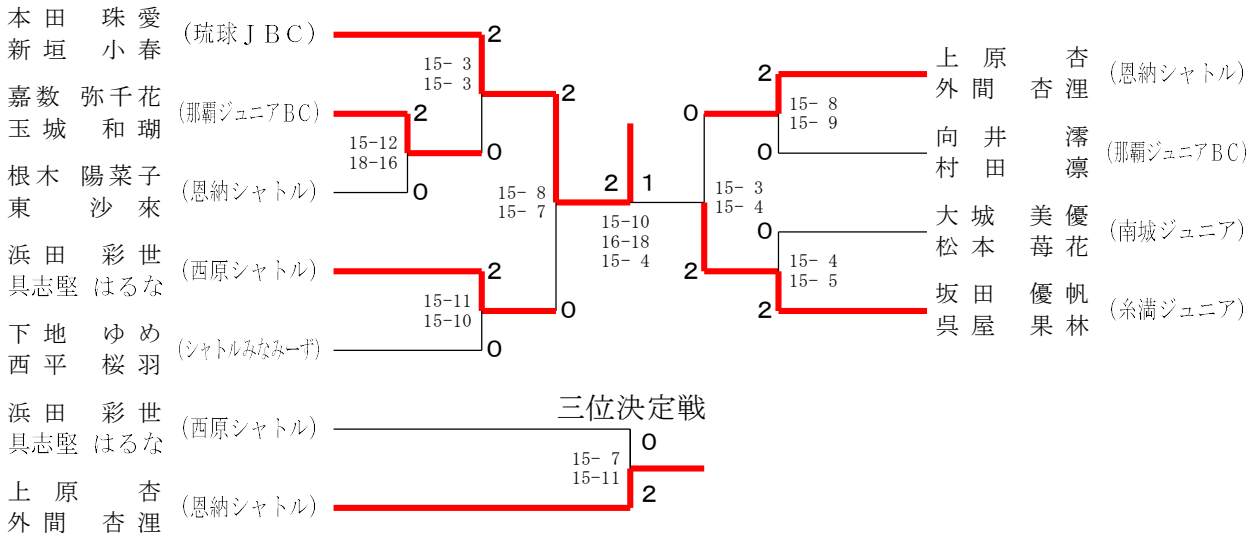 本田 珠愛
新垣 小春
(琉球ＪＢＣ)
2
15- 3
15- 3
嘉数 弥千花
玉城 和瑚
(那覇ジュニアＢＣ)
2
15-12
18-16
0
根木 陽菜子
東 沙來
(恩納シャトル)
0
2
15- 8
15- 7
浜田 彩世
具志堅 はるな
(西原シャトル)
2
15-11
15-10
0
下地 ゆめ
西平 桜羽
(シャトルみなみーず)
0
2
1
15-10
16-18
15- 4
上原 杏
外間 杏浬
(恩納シャトル)
2
15- 8
15- 9
0
向井 澪
村田 凛
(那覇ジュニアＢＣ)
0
15- 3
15- 4
大城 美優
松本 苺花
(南城ジュニア)
0
15- 4
15- 5
2
坂田 優帆
呉屋 果林
(糸満ジュニア)
2
三位決定戦
浜田 彩世
具志堅 はるな
(西原シャトル)
0
15- 7
15-11
上原 杏
外間 杏浬
(恩納シャトル)
2